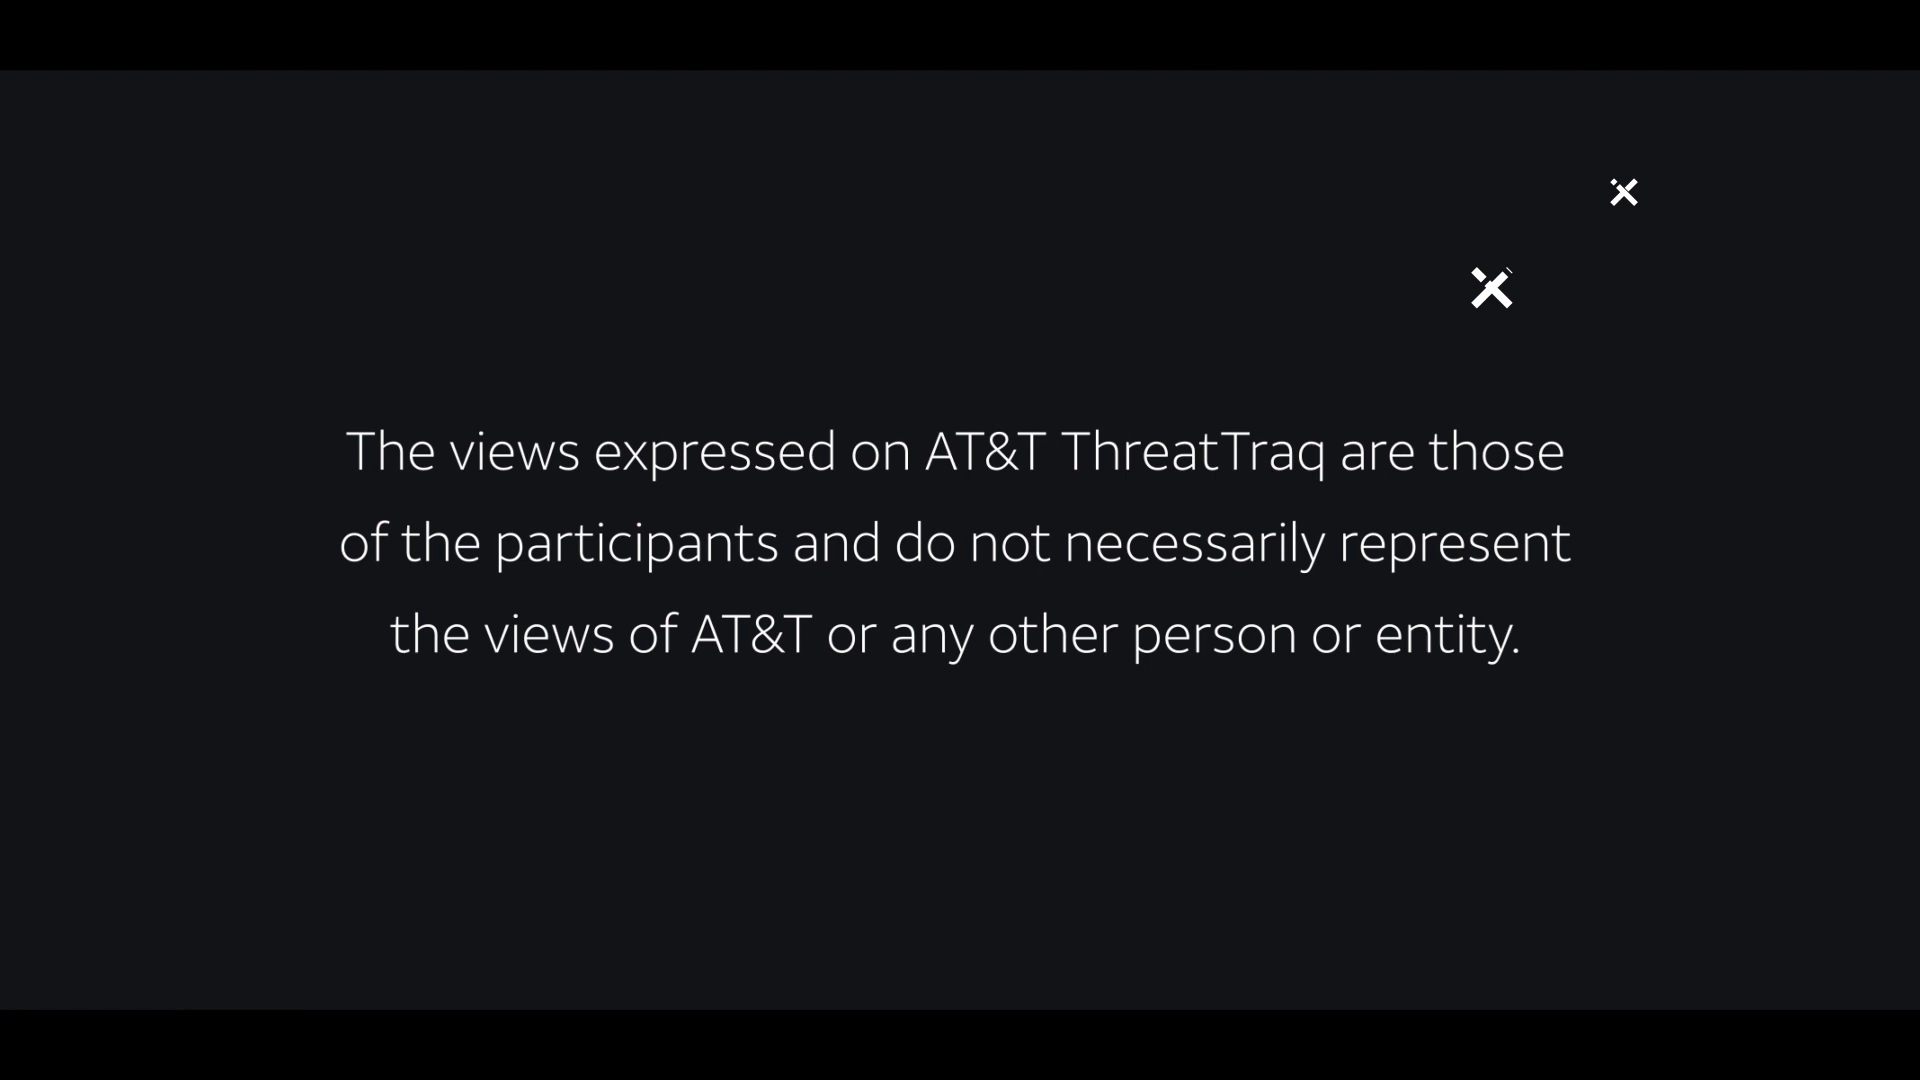 The views expressed on AT&T ThreatTraq are those
of the participants and do not necessarily represent
the views of AT&T or any other person or entity.